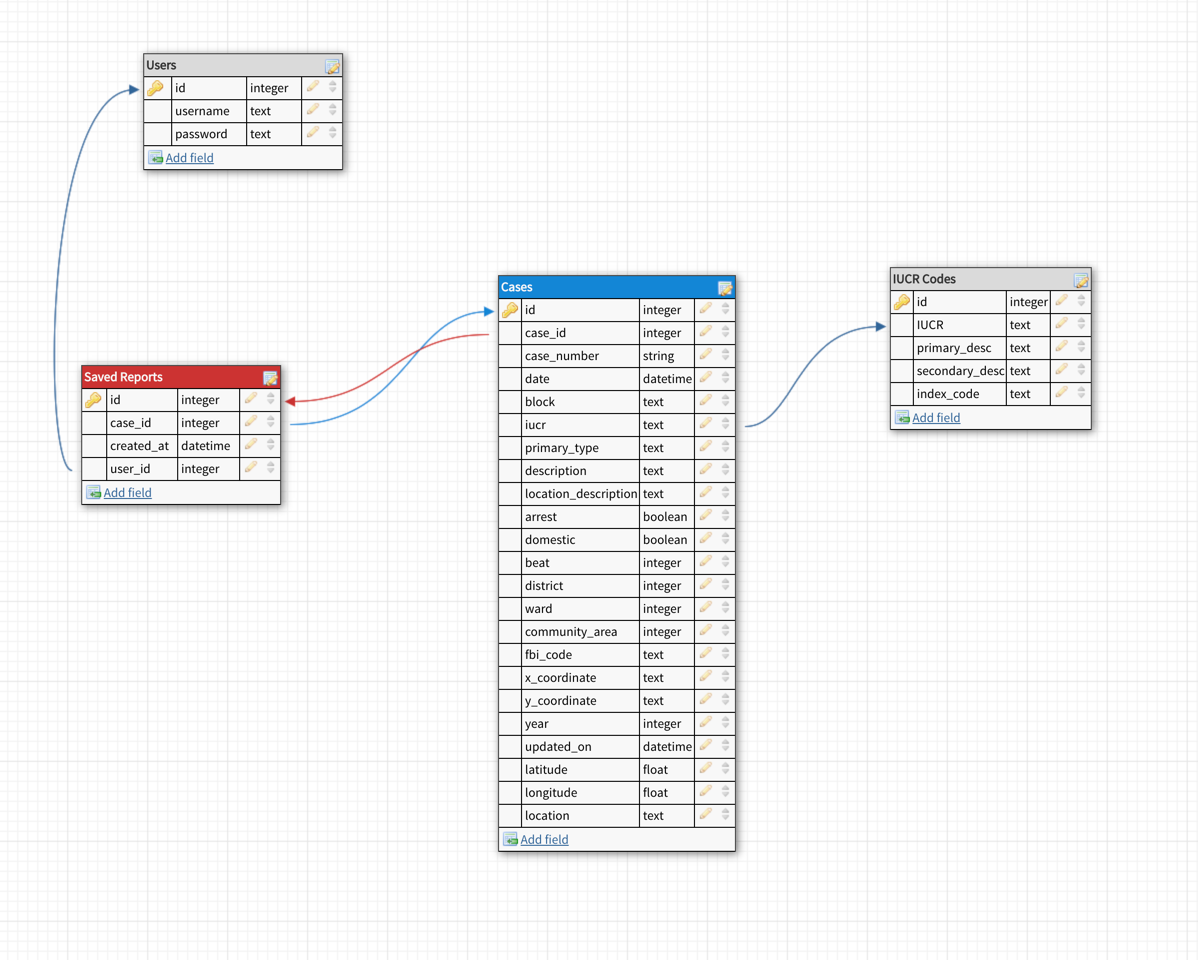 Users
id integer
username text
password text
Add field
Saved Reports
id integer
case_id integer
created_at datetime
user_id integer
Add field
Cases
id integer
case_id integer
case_number string
date datetime
block text
iucr text
primary_type text
description text
location_description text
arrest boolean
domestic boolean
beat integer
district integer
ward integer
community_area integer
fbi_code text
x_coordinate text
y_coordinate text
year integer
updated_on datetime
latitude float
longitude float
location text
Add field
IUCR Codes
id integer
IUCR text
primary_desc text
secondary_desc text
index_code text
Add field